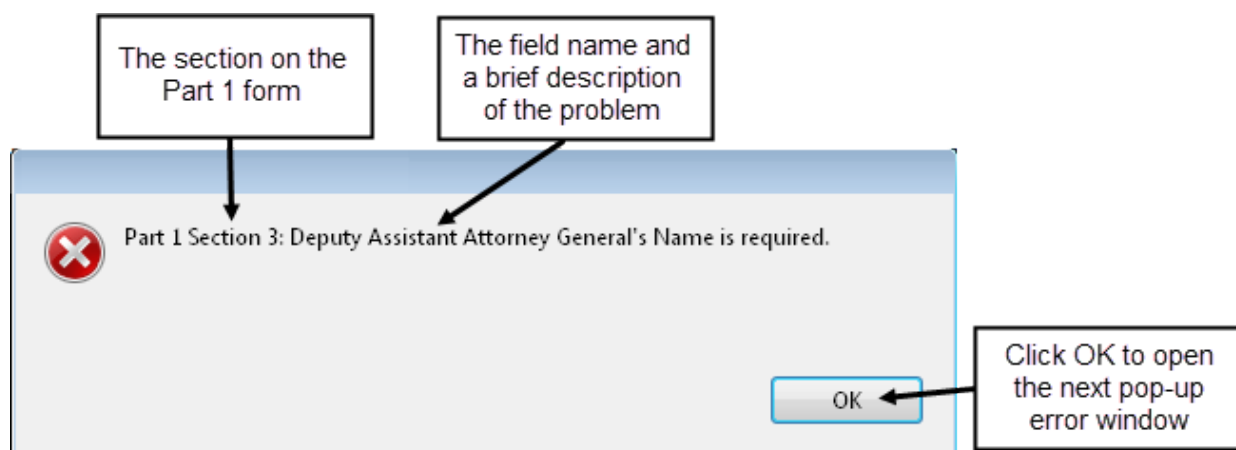 The section on the
Part 1 form
The field name and
a brief description
of the problem
Part 1 Section 3: Deputy Assistant Attorney General's Name is required.
OK
Click OK to open
the next pop-up
error window